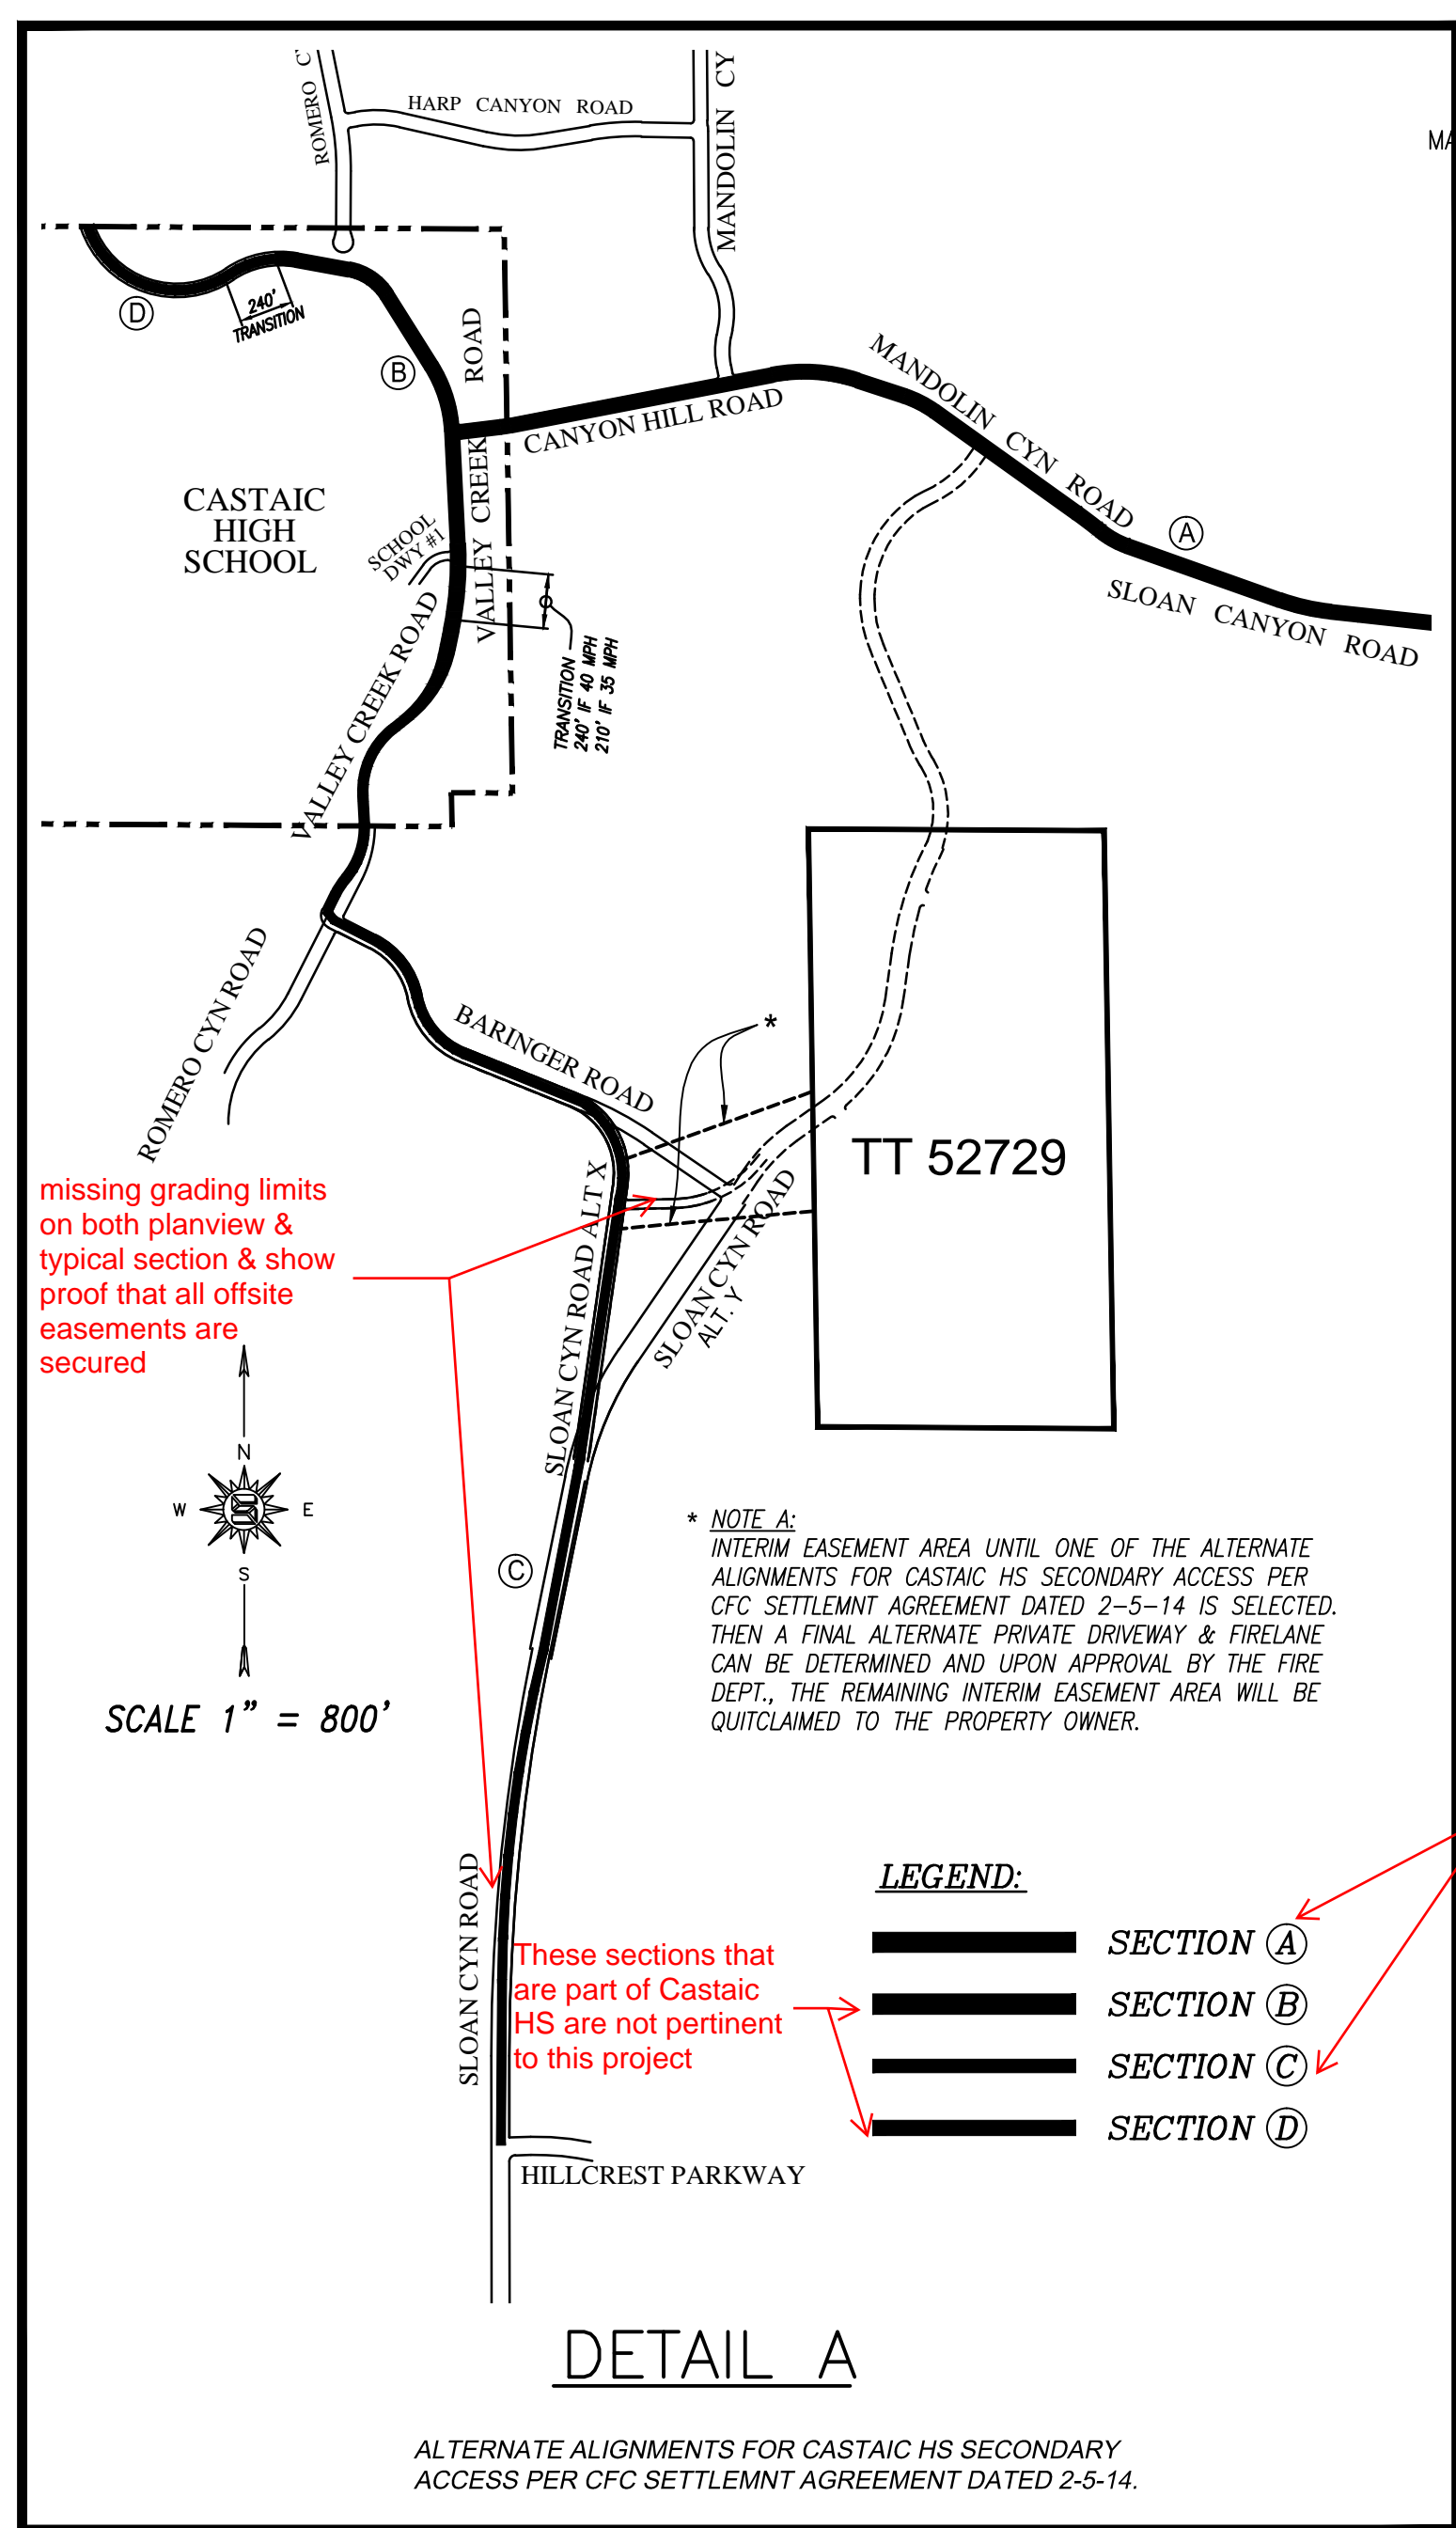 ROMERO C
HARP CANYON ROAD
MANDOLIN CY
MA
D
240'
TRANSITION
B
ROAD
VALLEY CREEK
CANYON HILL ROAD
MANDOLIN CYN ROAD
A
SLOAN CANYON ROAD
CASTAIC
HIGH
SCHOOL
SCHOOL
DWY #1
VALLEY CREEK ROAD
TRANSITION
240' IF 40 MPH
210' IF 35 MPH
ROMERO CYN ROAD
BARINGER ROAD
*
TT 52729
SLOAN CYN ROAD ALT X
SLOAN CYN ROAD
ALT. Y
missing grading limits
on both planview &
typical section & show
proof that all offsite
easements are
secured
N
W
E
S
SCALE 1" = 800'
C
* NOTE A:
INTERIM EASEMENT AREA UNTIL ONE OF THE ALTERNATE
ALIGNMENTS FOR CASTAIC HS SECONDARY ACCESS PER
CFC SETTLEMNT AGREEMENT DATED 2-5-14 IS SELECTED.
THEN A FINAL ALTERNATE PRIVATE DRIVEWAY & FIRELANE
CAN BE DETERMINED AND UPON APPROVAL BY THE FIRE
DEPT., THE REMAINING INTERIM EASEMENT AREA WILL BE
QUITCLAIMED TO THE PROPERTY OWNER.
SLOAN CYN ROAD
These sections that
are part of Castaic
HS are not pertinent
to this project
LEGEND:
SECTION A
SECTION B
SECTION C
SECTION D
HILLCREST PARKWAY
DETAIL A
ALTERNATE ALIGNMENTS FOR CASTAIC HS SECONDARY
ACCESS PER CFC SETTLEMNT AGREEMENT DATED 2-5-14.